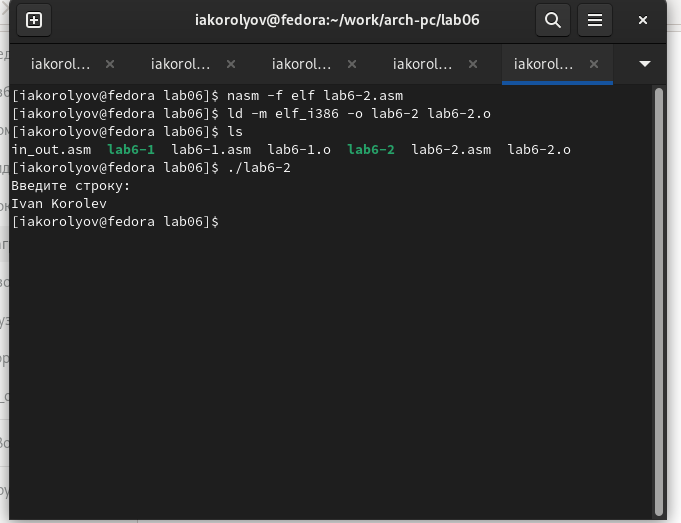 iakorolyov@fedora:~/work/arch-pc/lab06
iakorol... iakorol... iakorol... iakorol... iakorol...
[iakorolyov@fedora lab06]$ nasm -f elf lab6-2.asm
[iakorolyov@fedora lab06]$ ld -m elf_i386 -o lab6-2 lab6-2.o
[iakorolyov@fedora lab06]$ ls
in_out.asm lab6-1 lab6-1.asm lab6-1.o lab6-2 lab6-2.asm lab6-2.o
[iakorolyov@fedora lab06]$ ./lab6-2
Введите строку:
Ivan Korolev
[iakorolyov@fedora lab06]$